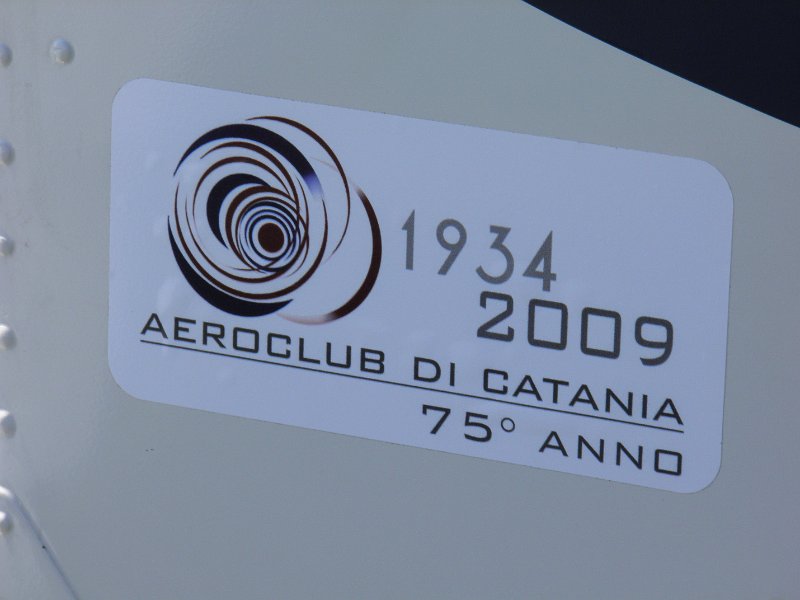 1934
2009
AEROCLUB DI CATANIA
75° ANNO